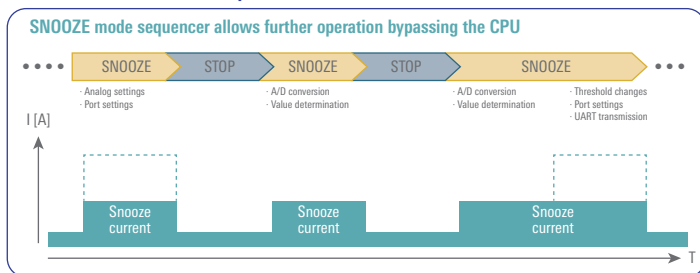 SNOOZE mode sequencer allows further operation bypassing the CPU
SNOOZE STOP SNOOZE STOP SNOOZE
· Analog settings
· Port settings
· A/D conversion
· Value determination
· A/D conversion
· Value determination
· Threshold changes
· Port settings
· UART transmission
I [A]
Snooze
current
Snooze
current
Snooze
current
T